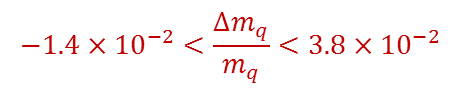 −1.4 × 10⁻² < Δm_q / m_q < 3.8 × 10⁻²